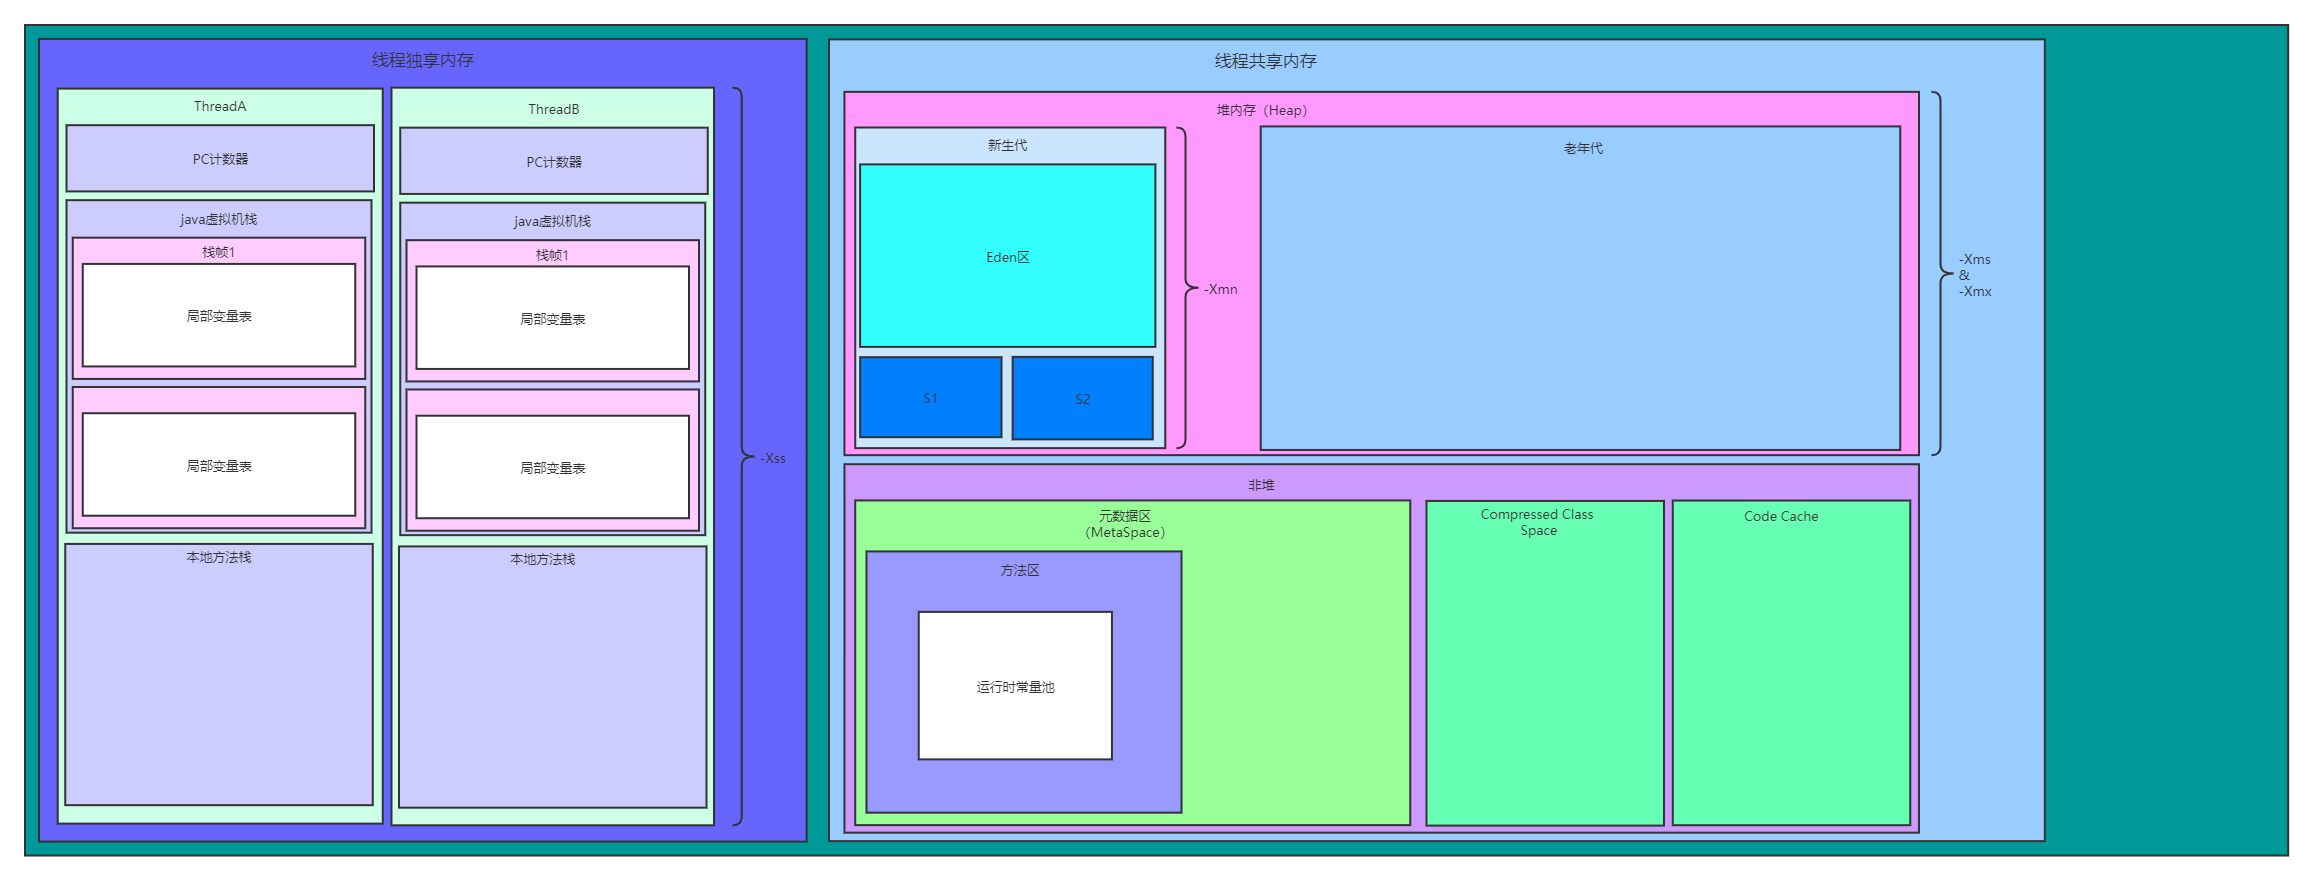 线程独享内存
ThreadA
PC计数器
java虚拟机栈
栈帧1
局部变量表
局部变量表
本地方法栈
ThreadB
PC计数器
java虚拟机栈
栈帧1
局部变量表
局部变量表
本地方法栈
-Xss
线程共享内存
堆内存（Heap）
新生代
Eden区
S1
S2
-Xmn
老年代
-Xms
&
-Xmx
非堆
元数据区
（MetaSpace）
方法区
运行时常量池
Compressed Class
Space
Code Cache